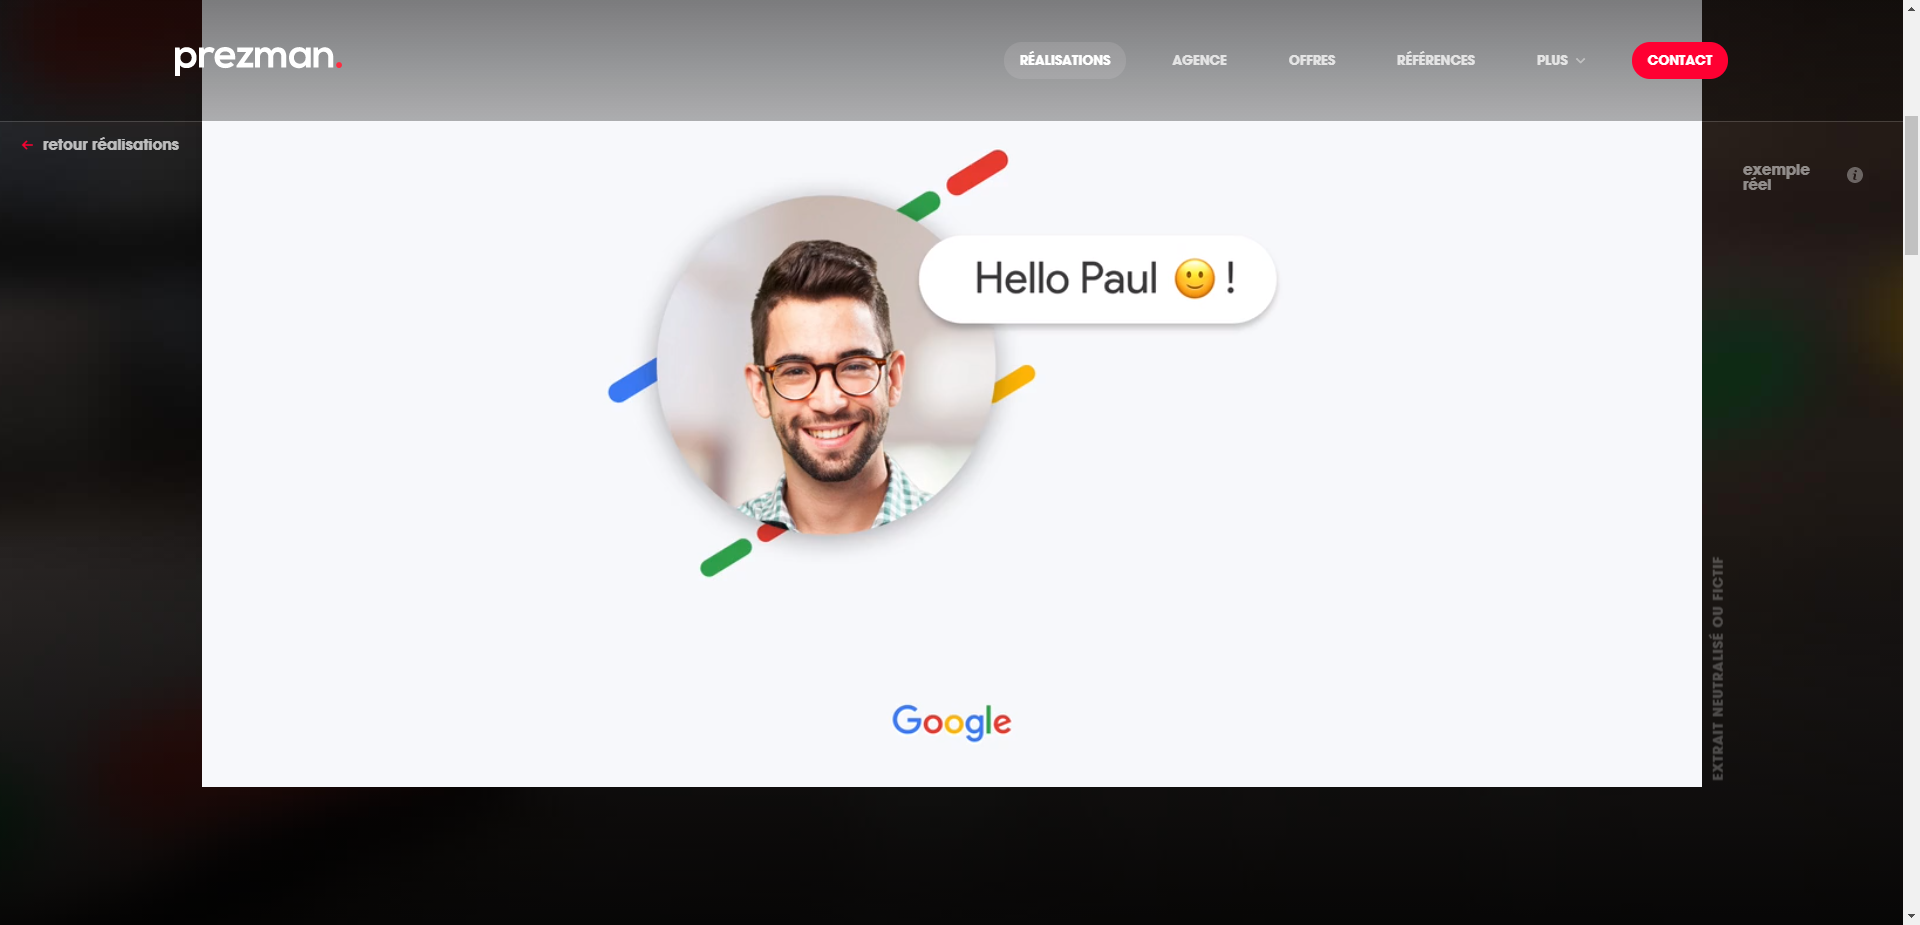 prezman.
RÉALISATIONS
AGENCE
OFFRES
RÉFÉRENCES
PLUS
CONTACT
retour réalisations
exemple
réel
Hello Paul 🙂 !
Google
EXTRAIT NEUTRALISÉ OU FICTIF